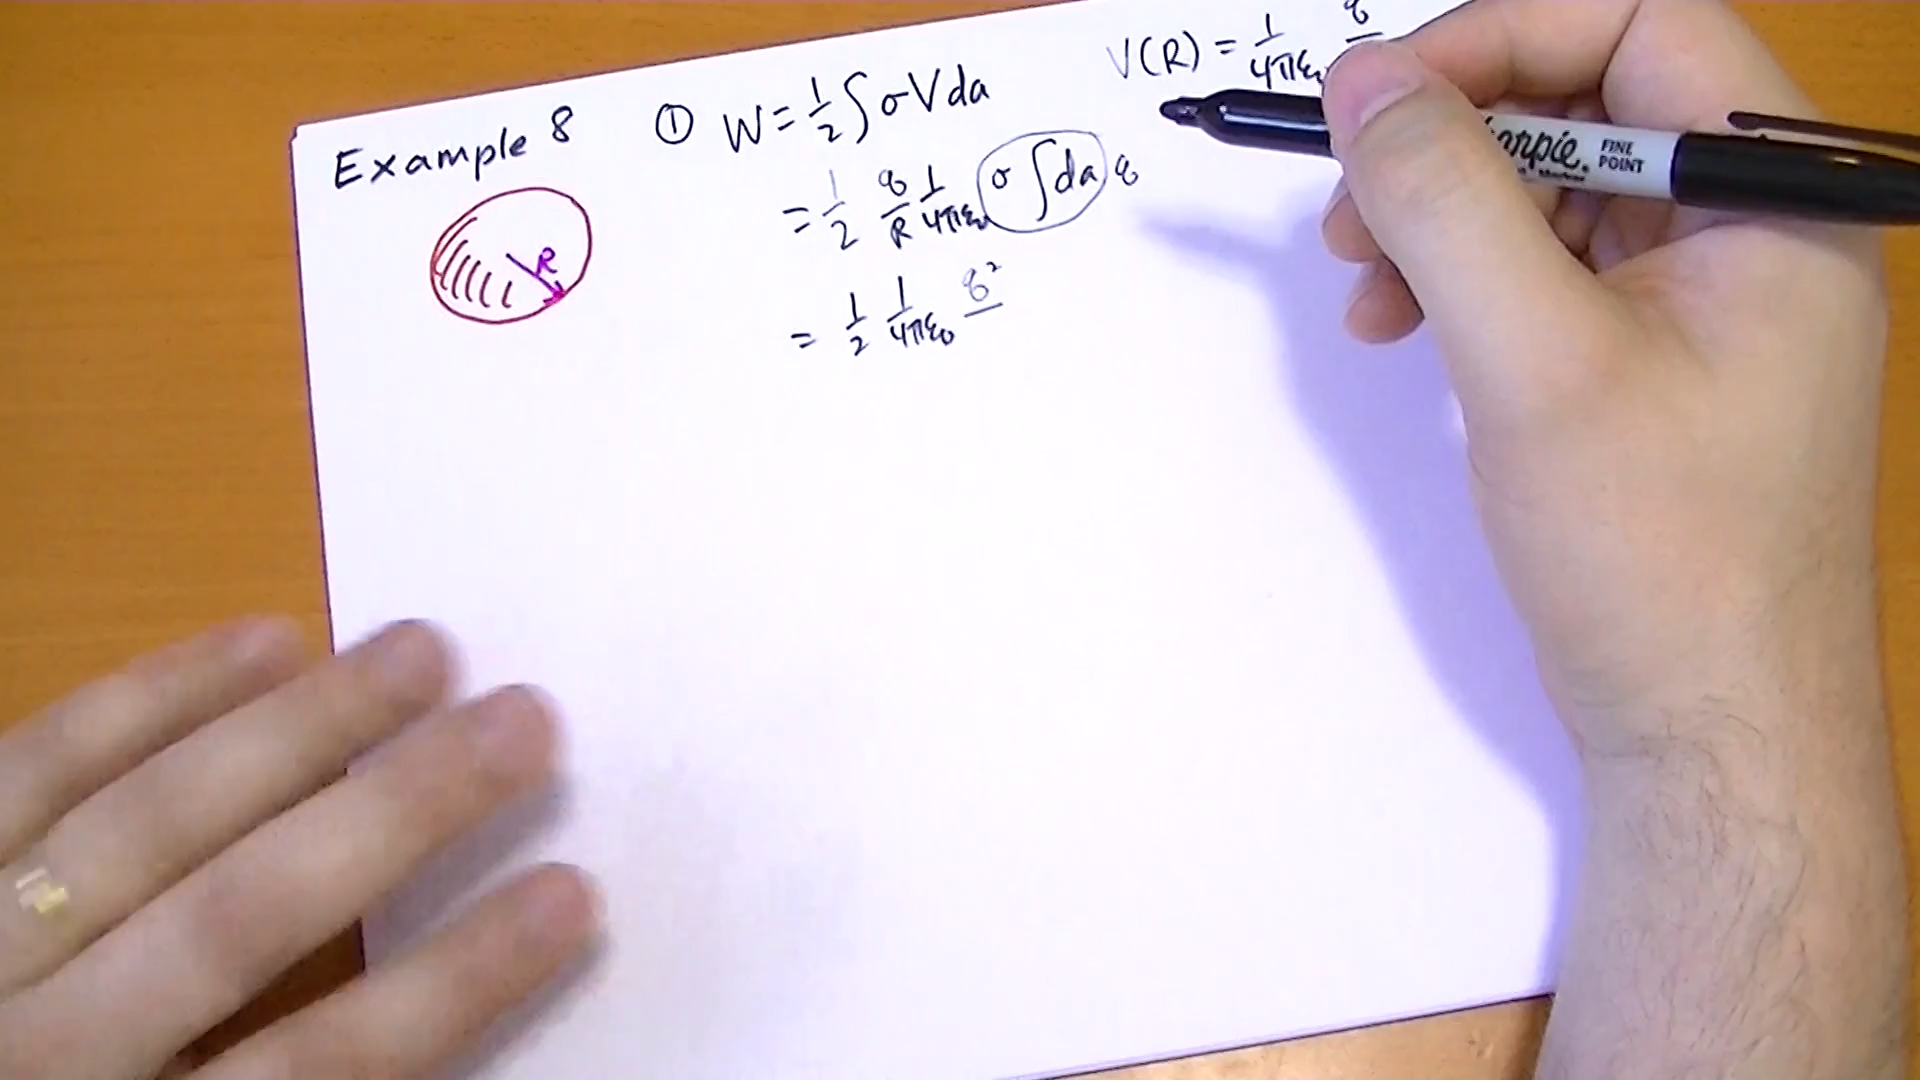 Example 8
① W = 1/2 ∫ σ V da
= 1/2 q/R 1/4πε₀ σ ∫ da q
= 1/2 1/4πε₀ q²
V(R) = 1/4πε₀ q
R
FINE
POINT